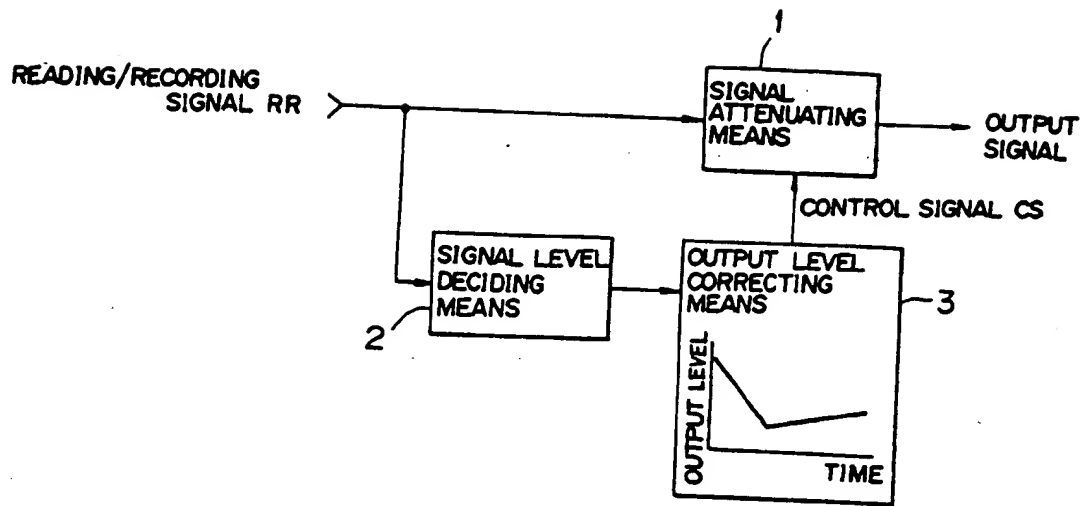 1
READING/RECORDING
SIGNAL RR
SIGNAL
ATTENUATING
MEANS
OUTPUT
SIGNAL
CONTROL SIGNAL CS
SIGNAL LEVEL
DECIDING
MEANS
2
OUTPUT LEVEL
CORRECTING
MEANS
3
OUTPUT LEVEL
TIME